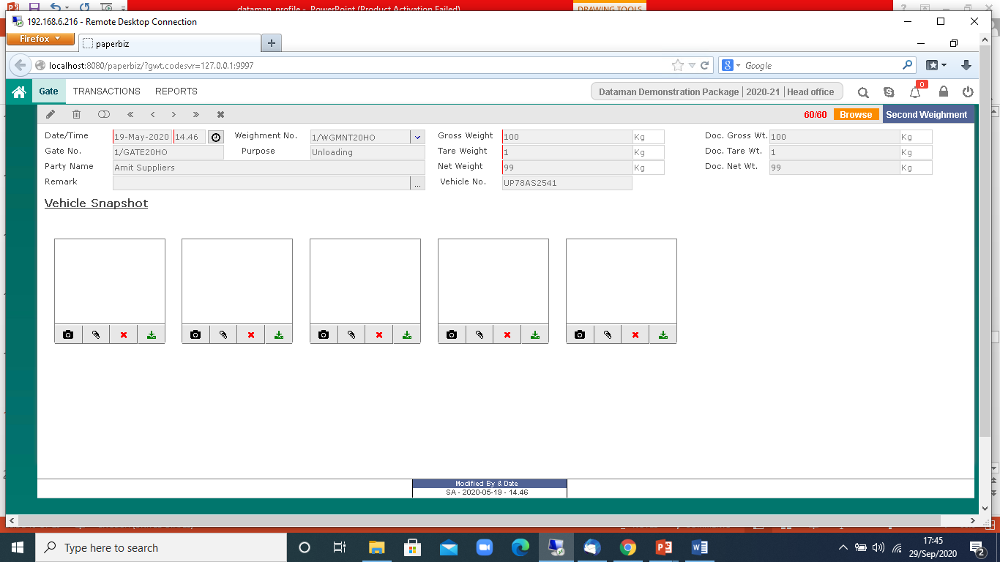 dataman_profile - PowerPoint (Product Activation Failed)
DRAWING TOOLS
192.168.6.216 - Remote Desktop Connection
Firefox
paperbiz
localhost:8080/paperbiz/?gwt.codesvr=127.0.0.1:9997
Google
Gate TRANSACTIONS REPORTS
Dataman Demonstration Package 2020-21 Head office
0
60/60 Browse Second Weighment
Date/Time 19-May-2020 14.46 Weighment No. 1/WGMNT20HO Gross Weight 100 Kg Doc. Gross Wt. 100 Kg
Gate No. 1/GATE20HO Purpose Unloading Tare Weight 1 Kg Doc. Tare Wt. 1 Kg
Party Name Amit Suppliers Net Weight 99 Kg Doc. Net Wt. 99 Kg
Remark ... Vehicle No. UP78AS2541
Vehicle Snapshot
Modified By & Date
SA - 2020-05-19 - 14.46
Type here to search
17:45
29/Sep/2020
2